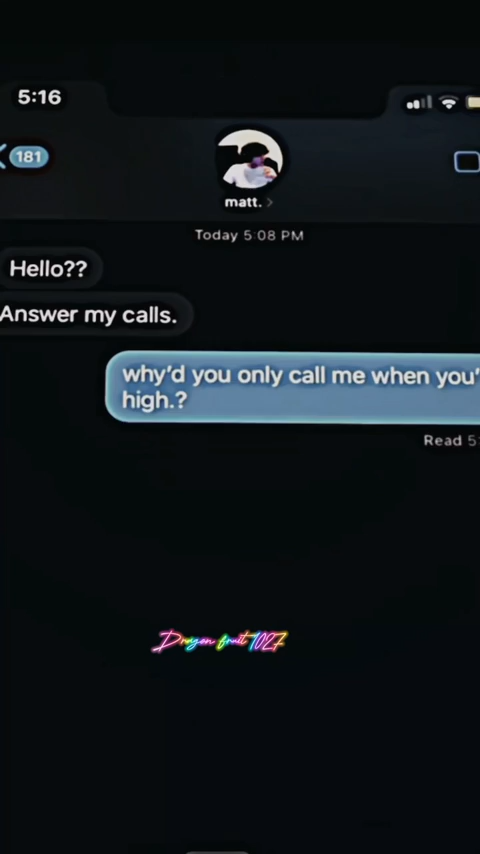 5:16
181
matt.
Today 5:08 PM
Hello??
Answer my calls.
why'd you only call me when you'
high.?
Read 5:
Dragon fruit 1027